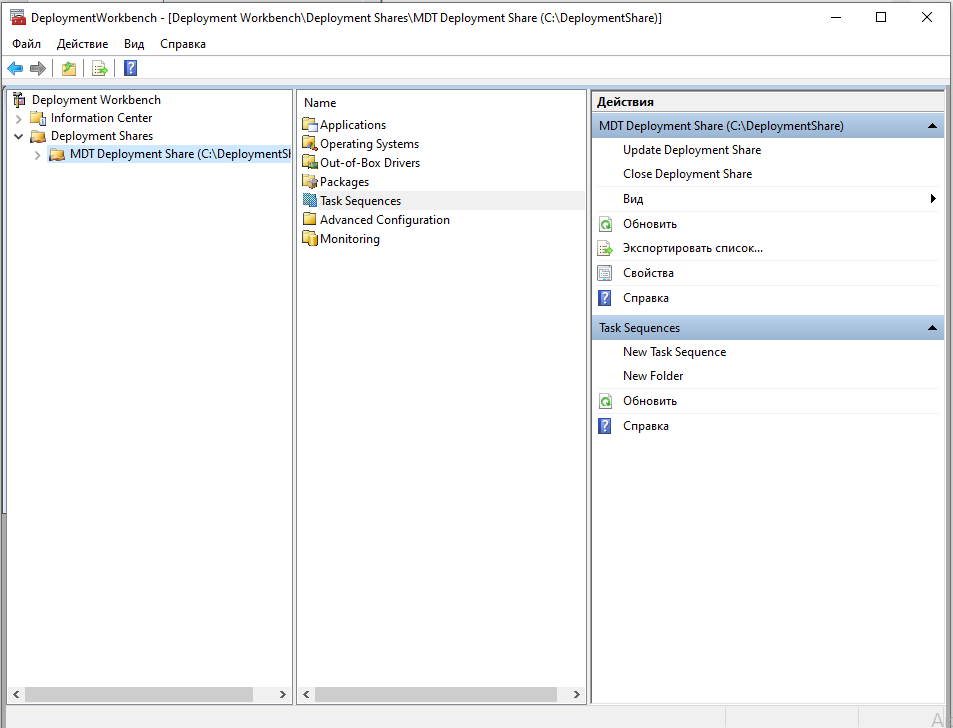 DeploymentWorkbench - [Deployment Workbench\Deployment Shares\MDT Deployment Share (C:\DeploymentShare)]
Файл Действие Вид Справка
Deployment Workbench
Information Center
Deployment Shares
MDT Deployment Share (C:\DeploymentSh
Name
Applications
Operating Systems
Out-of-Box Drivers
Packages
Task Sequences
Advanced Configuration
Monitoring
Действия
MDT Deployment Share (C:\DeploymentShare)
Update Deployment Share
Close Deployment Share
Вид
Обновить
Экспортировать список...
Свойства
Справка
Task Sequences
New Task Sequence
New Folder
Обновить
Справка